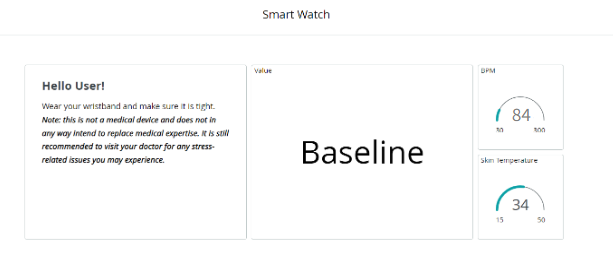 Smart Watch
Hello User!
Wear your wristband and make sure it is tight.
Note: this is not a medical device and does not in
any way intend to replace medical expertise. It is still
recommended to visit your doctor for any stress-
related issues you may experience.
Value
Baseline
BPM
84
30 300
Skin Temperature
34
15 50